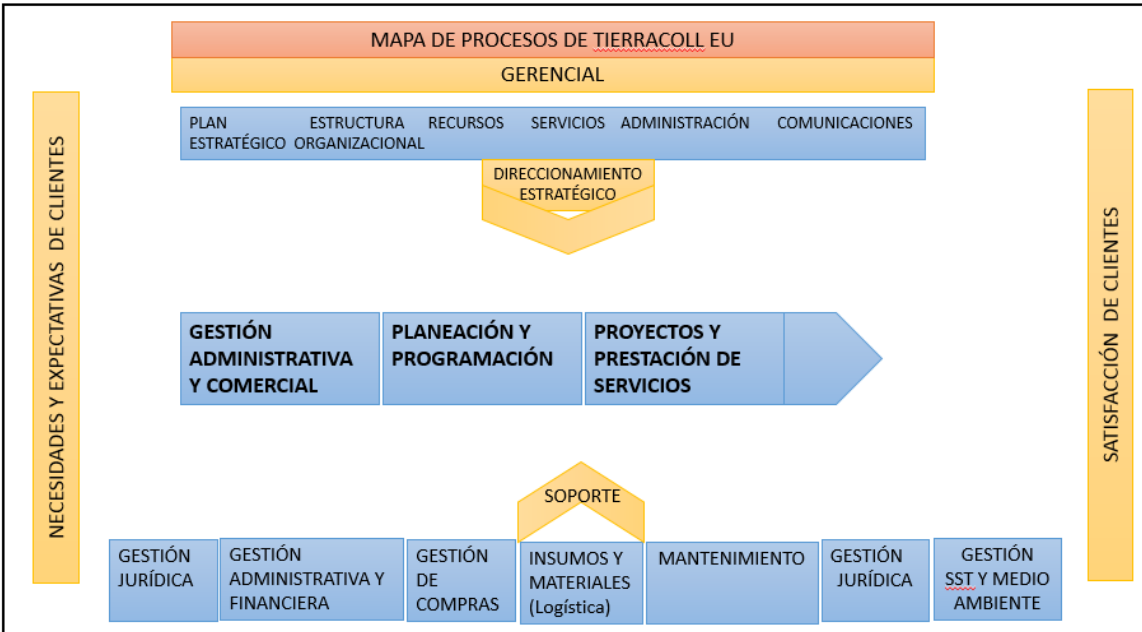 MAPA DE PROCESOS DE TIERRACOLL EU
GERENCIAL
NECESIDADES Y EXPECTATIVAS DE CLIENTES
PLAN ESTRUCTURA RECURSOS SERVICIOS ADMINISTRACIÓN COMUNICACIONES
ESTRATÉGICO ORGANIZACIONAL
DIRECCIONAMIENTO
ESTRATÉGICO
GESTIÓN
ADMINISTRATIVA
Y COMERCIAL
PLANEACIÓN Y
PROGRAMACIÓN
PROYECTOS Y
PRESTACIÓN DE
SERVICIOS
SATISFACCIÓN DE CLIENTES
SOPORTE
GESTIÓN
JURÍDICA
GESTIÓN
ADMINISTRATIVA Y
FINANCIERA
GESTIÓN
DE
COMPRAS
INSUMOS Y
MATERIALES
(Logística)
MANTENIMIENTO
GESTIÓN
JURÍDICA
GESTIÓN
SST Y MEDIO
AMBIENTE